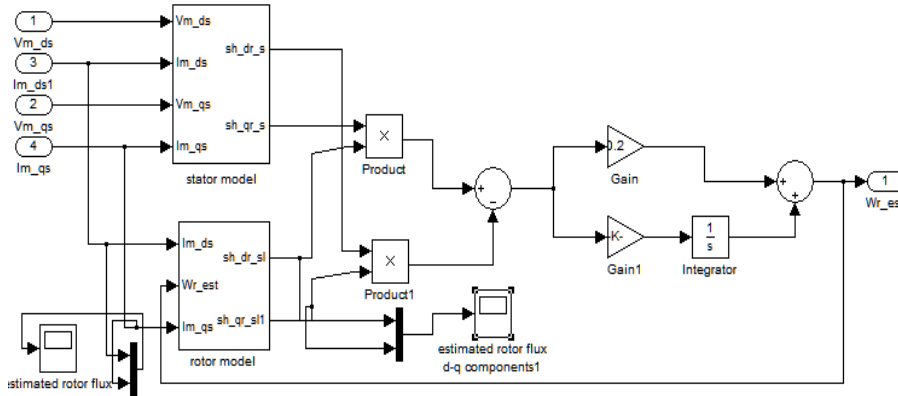 1
Vm_ds
3
Im_ds1
2
Vm_qs
4
Im_qs
Vm_ds
Im_ds
Vm_qs
Im_qs
sh_dr_s
sh_qr_s
stator model
Im_ds
Wr_est
Im_qs
sh_dr_sl
sh_qr_sl1
rotor model
×
Product
×
Product1
+
−
0.2
Gain
-K-
Gain1
1
s
Integrator
+
+
1
Wr_es
estimated rotor flux
estimated rotor flux
d-q components1